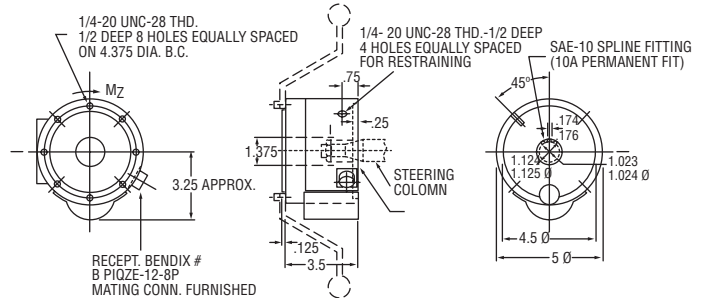 1/4-20 UNC-28 THD.
1/2 DEEP 8 HOLES EQUALLY SPACED
ON 4.375 DIA. B.C.
MZ
3.25 APPROX.
RECEPT. BENDIX #
B PIQZE-12-8P
MATING CONN. FURNISHED
1/4- 20 UNC-28 THD.-1/2 DEEP
4 HOLES EQUALLY SPACED
FOR RESTRAINING
.75
.25
1.375
STEERING
COLOMN
.125
3.5
SAE-10 SPLINE FITTING
(10A PERMANENT FIT)
45º
.174
.176
1.124
1.125 Ø
1.023
1.024 Ø
4.5 Ø
5 Ø